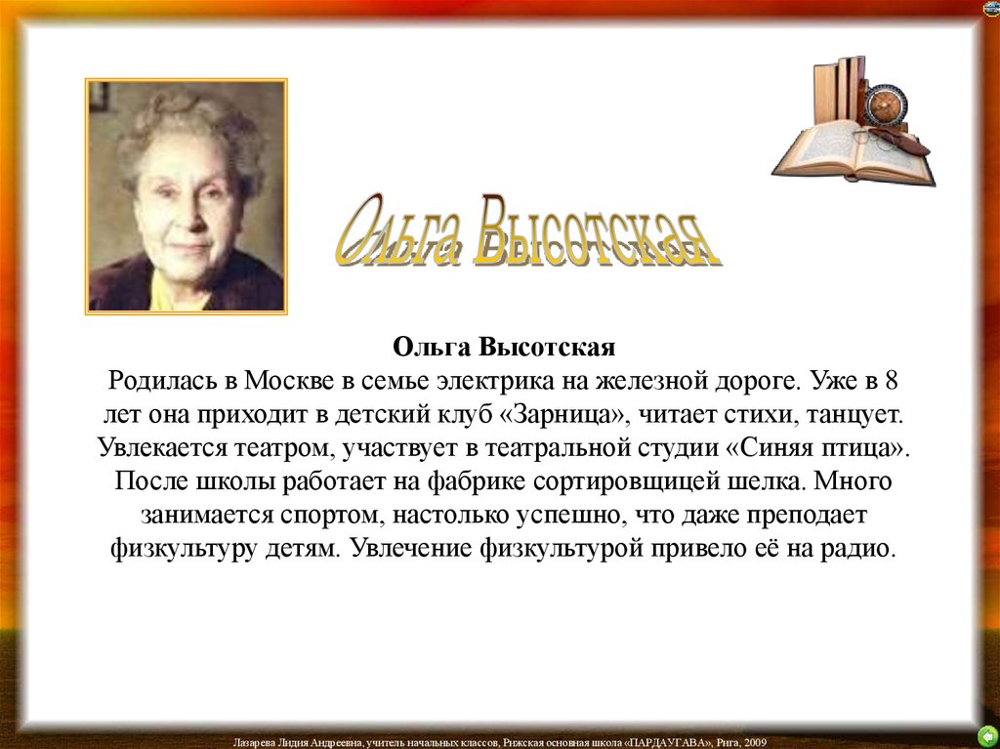 Ольга Высотская
Ольга Высотская
Родилась в Москве в семье электрика на железной дороге. Уже в 8
лет она приходит в детский клуб «Зарница», читает стихи, танцует.
Увлекается театром, участвует в театральной студии «Синяя птица».
После школы работает на фабрике сортировщицей шелка. Много
занимается спортом, настолько успешно, что даже преподает
физкультуру детям. Увлечение физкультурой привело её на радио.
Лазарева Лидия Андреевна, учитель начальных классов, Рижская основная школа «ПАРДАУГАВА», Рига, 2009